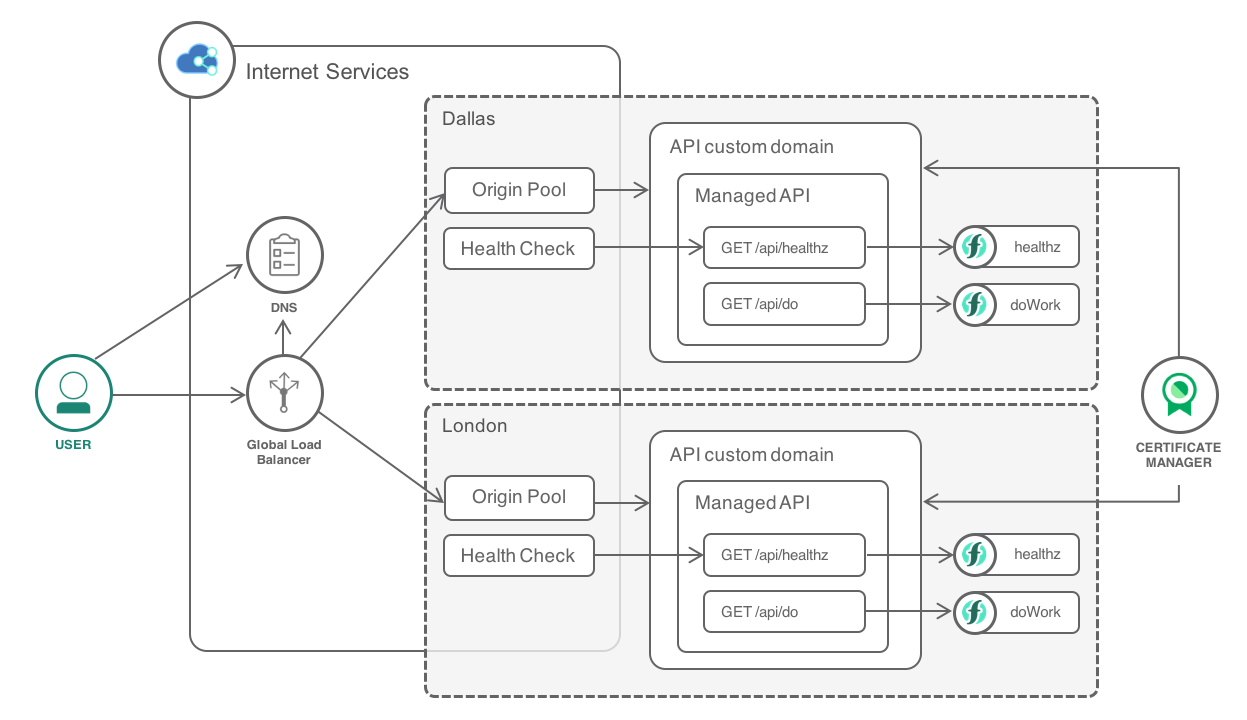 Internet Services
Dallas
API custom domain
Origin Pool
Managed API
Health Check
GET /api/healthz
healthz
GET /api/do
doWork
DNS
USER
Global Load
Balancer
London
API custom domain
Origin Pool
Managed API
Health Check
GET /api/healthz
healthz
GET /api/do
doWork
CERTIFICATE
MANAGER